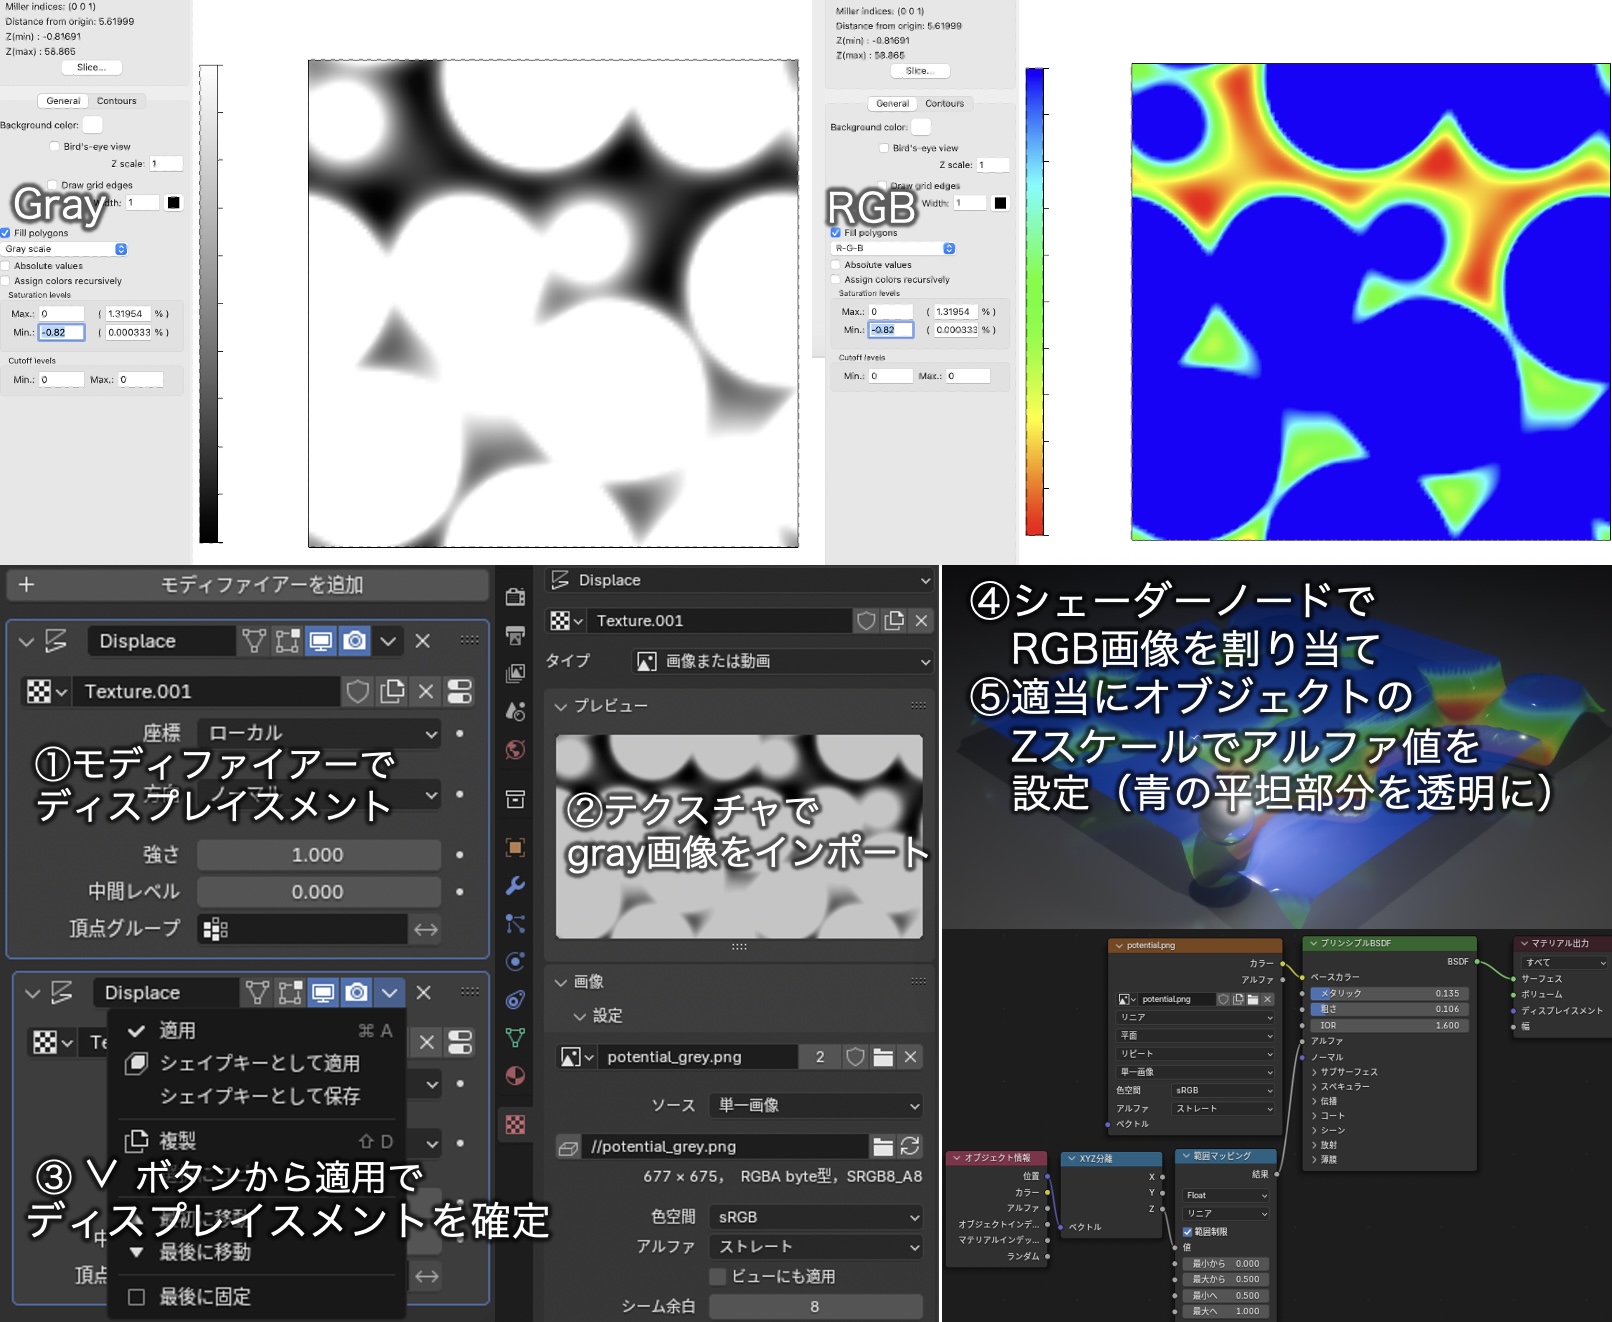 Miller indices: (0 0 1)
Distance from origin: 5.61999
Z(min) : -0.81691
Z(max) : 58.865
Slice...
General Contours
Background color:
Bird's-eye view
Z scale: 1
Draw grid edges
Width: 1
Gray
Fill polygons
Gray scale
Absolute values
Assign colors recursively
Saturation levels
Max.: 0 ( 1.31954 % )
Min.: -0.82 ( 0.000333 % )
Cutoff levels
Min.: 0 Max.: 0
Miller indices: (0 0 1)
Distance from origin: 5.61999
Z(min) : -0.81691
Z(max) : 58.865
Slice...
General Contours
Background color:
Bird's-eye view
Z scale: 1
Draw grid edges
Width: 1
RGB
Fill polygons
R-G-B
Absolute values
Assign colors recursively
Saturation levels
Max.: 0 ( 1.31954 % )
Min.: -0.82 ( 0.000333 % )
Cutoff levels
Min.: 0 Max.: 0
モディファイアーを追加
Displace
Texture.001
座標 ローカル
①モディファイアーで
ディスプレイスメント
方向 ノーマル
強さ 1.000
中間レベル 0.000
頂点グループ
Displace
適用 ⌘ A
シェイプキーとして適用
シェイプキーとして保存
複製 ⇧ D
③ ∨ ボタンから適用で
ディスプレイスメントを確定
最初に移動
最後に移動
最後に固定
Displace
Texture.001
タイプ 画像または動画
プレビュー
②テクスチャで
gray画像をインポート
画像
設定
potential_grey.png 2
ソース 単一画像
//potential_grey.png
677 × 675, RGBA byte型, SRGB8_A8
色空間 sRGB
アルファ ストレート
ビューにも適用
シーム余白 8
④シェーダーノードで
RGB画像を割り当て
⑤適当にオブジェクトの
Zスケールでアルファ値を
設定（青の平坦部分を透明に）
potential.png
カラー
アルファ
potential.png
リニア
平面
リピート
単一画像
色空間 sRGB
アルファ ストレート
ベクトル
プリンシプルBSDF
BSDF
ベースカラー
メタリック 0.135
粗さ 0.106
IOR 1.600
アルファ
ノーマル
サブサーフェス
スペキュラー
伝播
コート
シーン
放射
薄膜
マテリアル出力
すべて
サーフェス
ボリューム
ディスプレイスメント
幅
オブジェクト情報
位置
カラー
アルファ
オブジェクトインデ...
マテリアルインデッ...
ランダム
XYZ分離
X
Y
Z
ベクトル
範囲マッピング
結果
Float
リニア
範囲制限
値
最小から 0.000
最大から 0.500
最小へ 0.500
最大へ 1.000